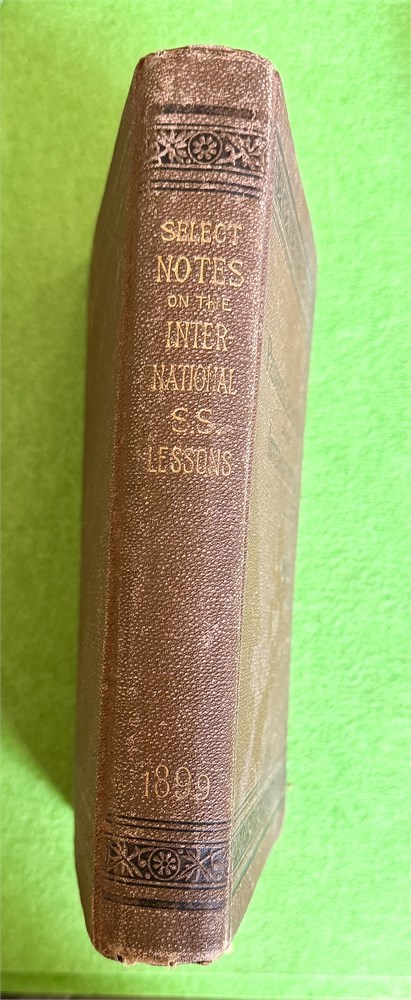 SELECT
NOTES
ON THE
INTER
NATIONAL
S.S.
LESSONS.
1899